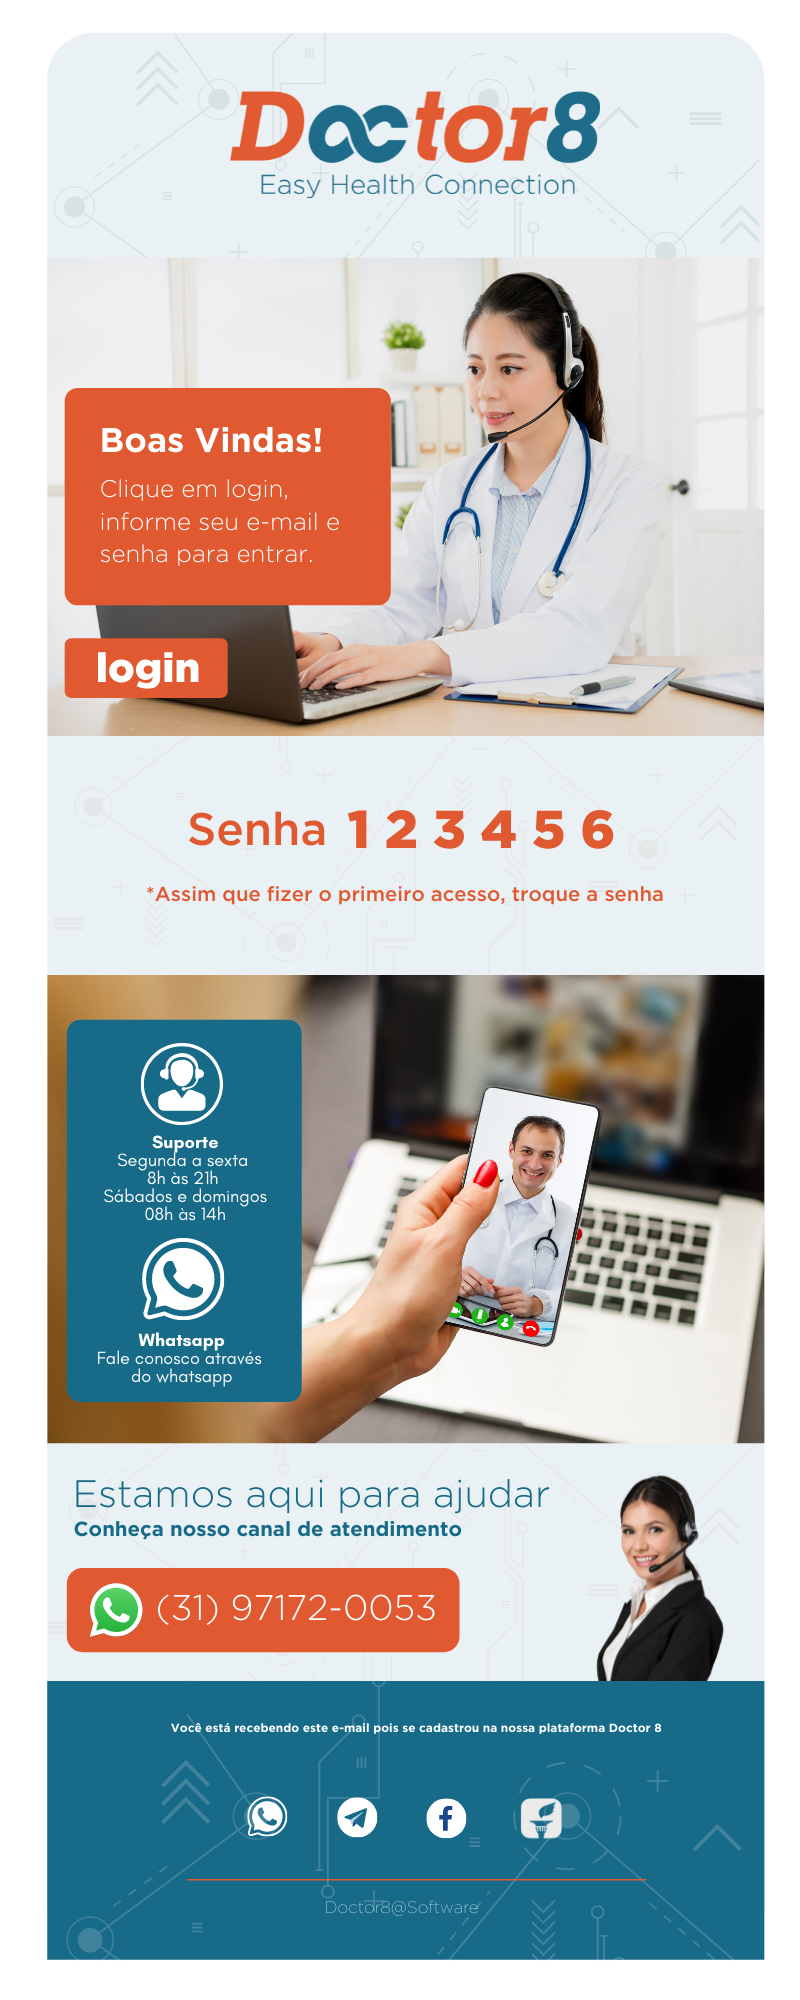 Doctor8
Easy Health Connection
Boas Vindas!
Clique em login,
informe seu e-mail e
senha para entrar.
login
Senha 1 2 3 4 5 6
*Assim que fizer o primeiro acesso, troque a senha
Suporte
Segunda a sexta
8h às 21h
Sábados e domingos
08h às 14h
Whatsapp
Fale conosco através
do whatsapp
Estamos aqui para ajudar
Conheça nosso canal de atendimento
(31) 97172-0053
Você está recebendo este e-mail pois se cadastrou na nossa plataforma Doctor 8
Doctor8@Software